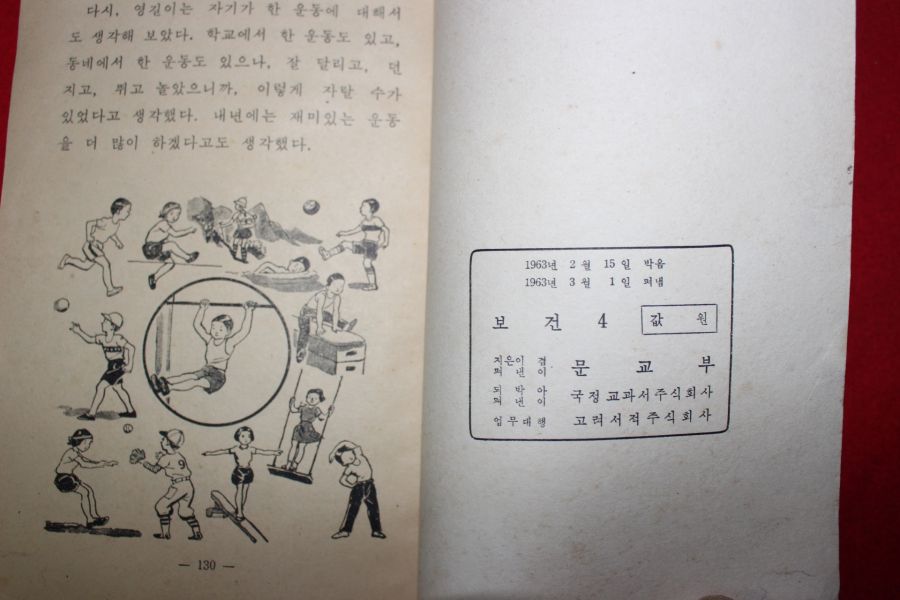 다시, 영길이는 자기가 한 운동에 대해서
도 생각해 보았다. 학교에서 한 운동도 있고,
동네에서 한 운동도 있으나, 잘 달리고, 던
지고, 뛰고 놀았으니까, 이렇게 자랄 수가
있었다고 생각했다. 내년에는 재미있는 운동
을 더 많이 하겠다고도 생각했다.
— 130 —
1963년 2월 15일 박음
1963년 3월 1일 펴냄
보건 4 값 원
지은이 겸
펴낸이 문교부
되박아
펴낸이 국정교과서주식회사
업무대행 고려서적주식회사